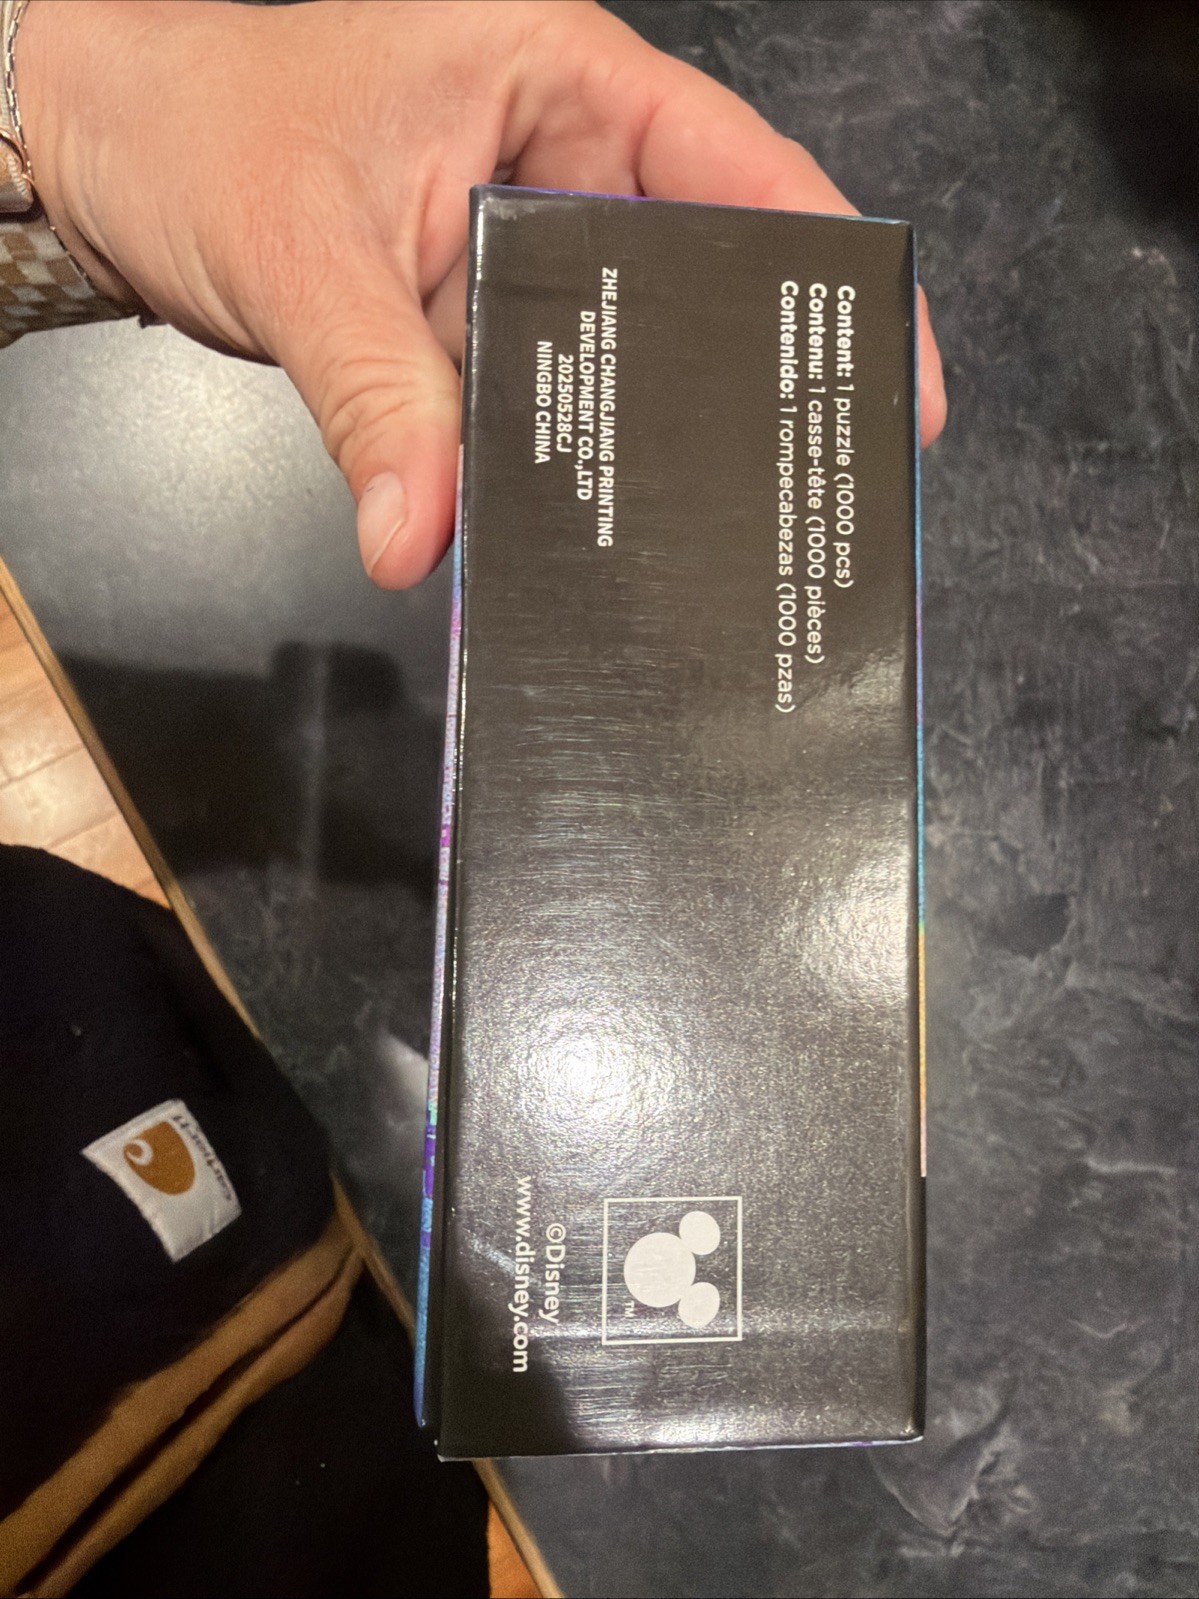 Content: 1 puzzle (1000 pcs)
Contenu: 1 casse-tête (1000 pièces)
Contenido: 1 rompecabezas (1000 pzas)
ZHEJIANG CHANGJIANG PRINTING
DEVELOPMENT CO.,LTD
20250528CJ
NINGBO CHINA
TM
©Disney
www.disney.com
carhartt